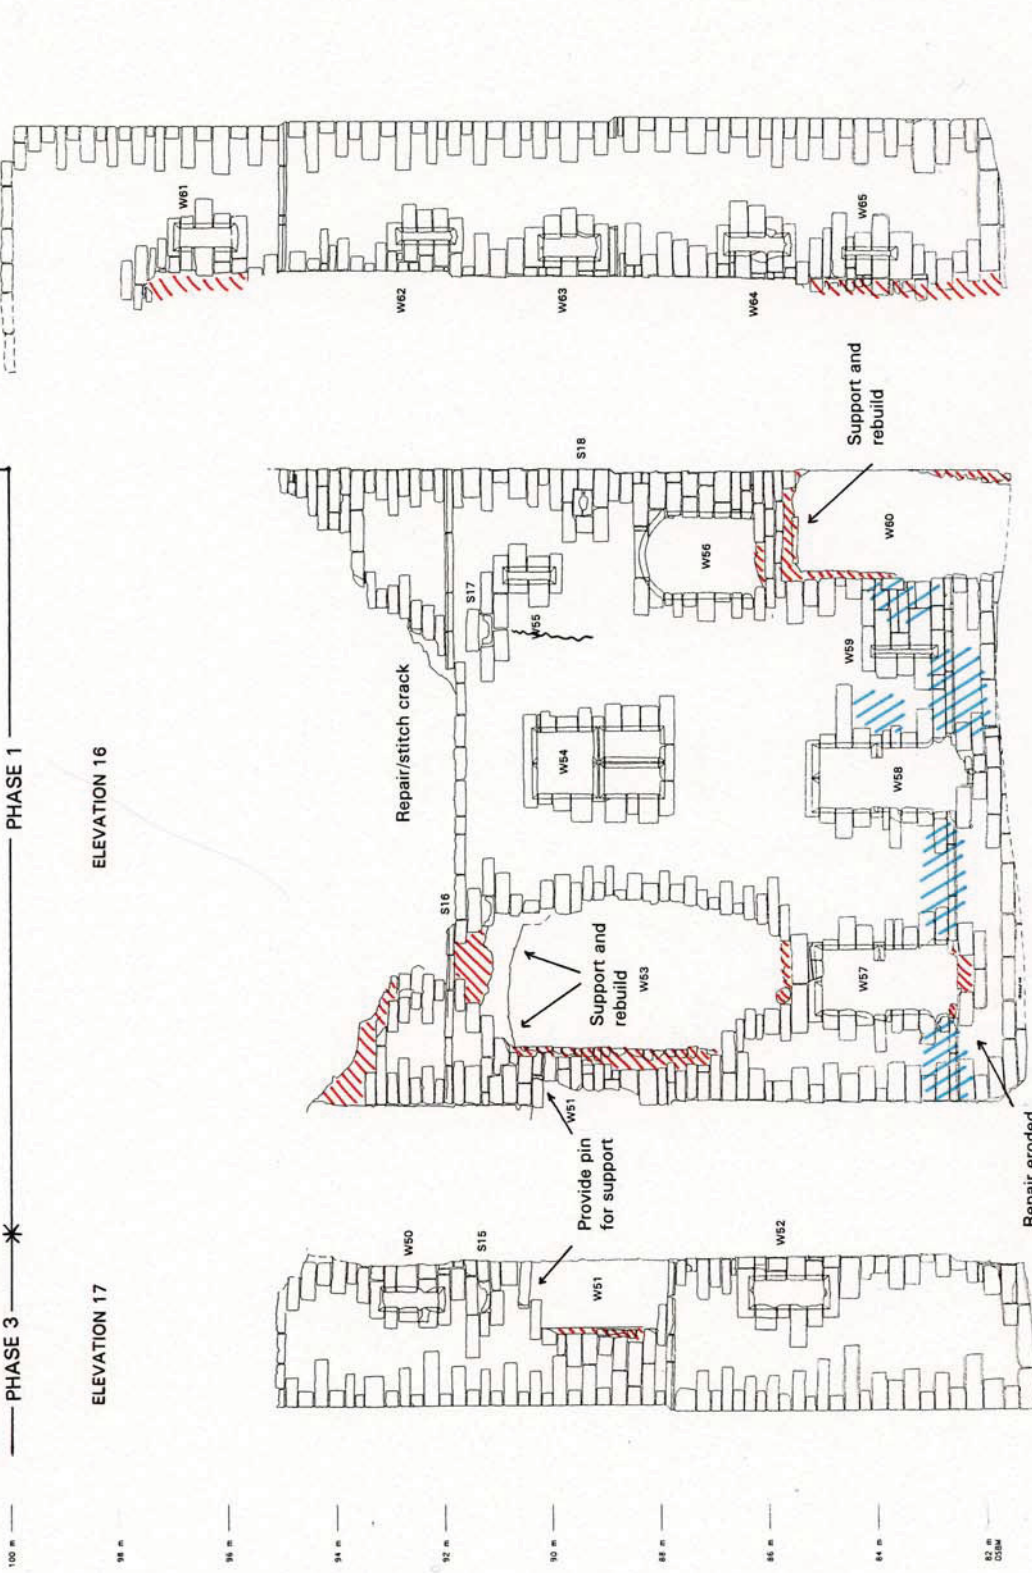 PHASE 3
PHASE 1
100 m
ELEVATION 17
ELEVATION 16
98 m
W61
96 m
94 m
W50
Repair/stitch crack
W62
92 m
S16
S17
S15
90 m
W51
W55
W54
W63
S18
Provide pin
for support
W51
Support and
rebuild
W53
88 m
W56
86 m
W52
W64
84 m
W57
W58
W59
W60
Support and
rebuild
W65
82 m
OSBM
Repair eroded